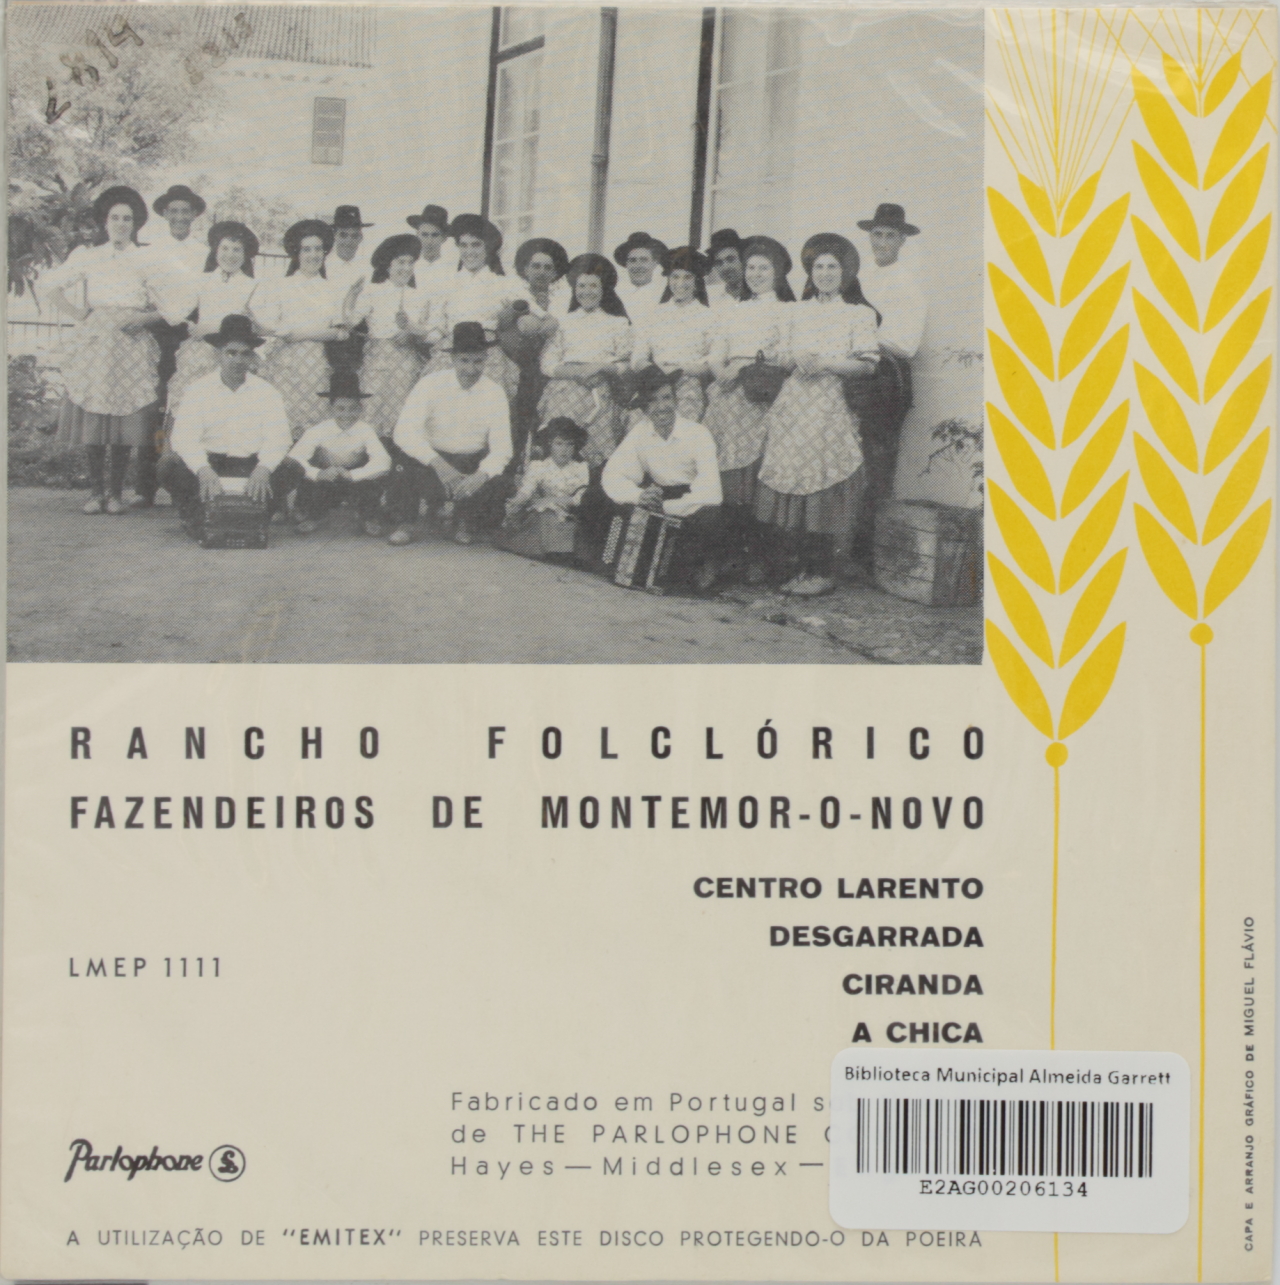 RANCHO FOLCLÓRICO
FAZENDEIROS DE MONTEMOR-O-NOVO
CENTRO LARENTO
DESGARRADA
CIRANDA
A CHICA
LMEP 1111
Fabricado em Portugal
de THE PARLOPHONE
Hayes—Middlesex—
Parlophone
A UTILIZAÇÃO DE "EMITEX" PRESERVA ESTE DISCO PROTEGENDO-O DA POEIRA
Biblioteca Municipal Almeida Garrett
E2AG00206134
CAPA E ARRANJO GRÁFICO DE MIGUEL FLÁVIO